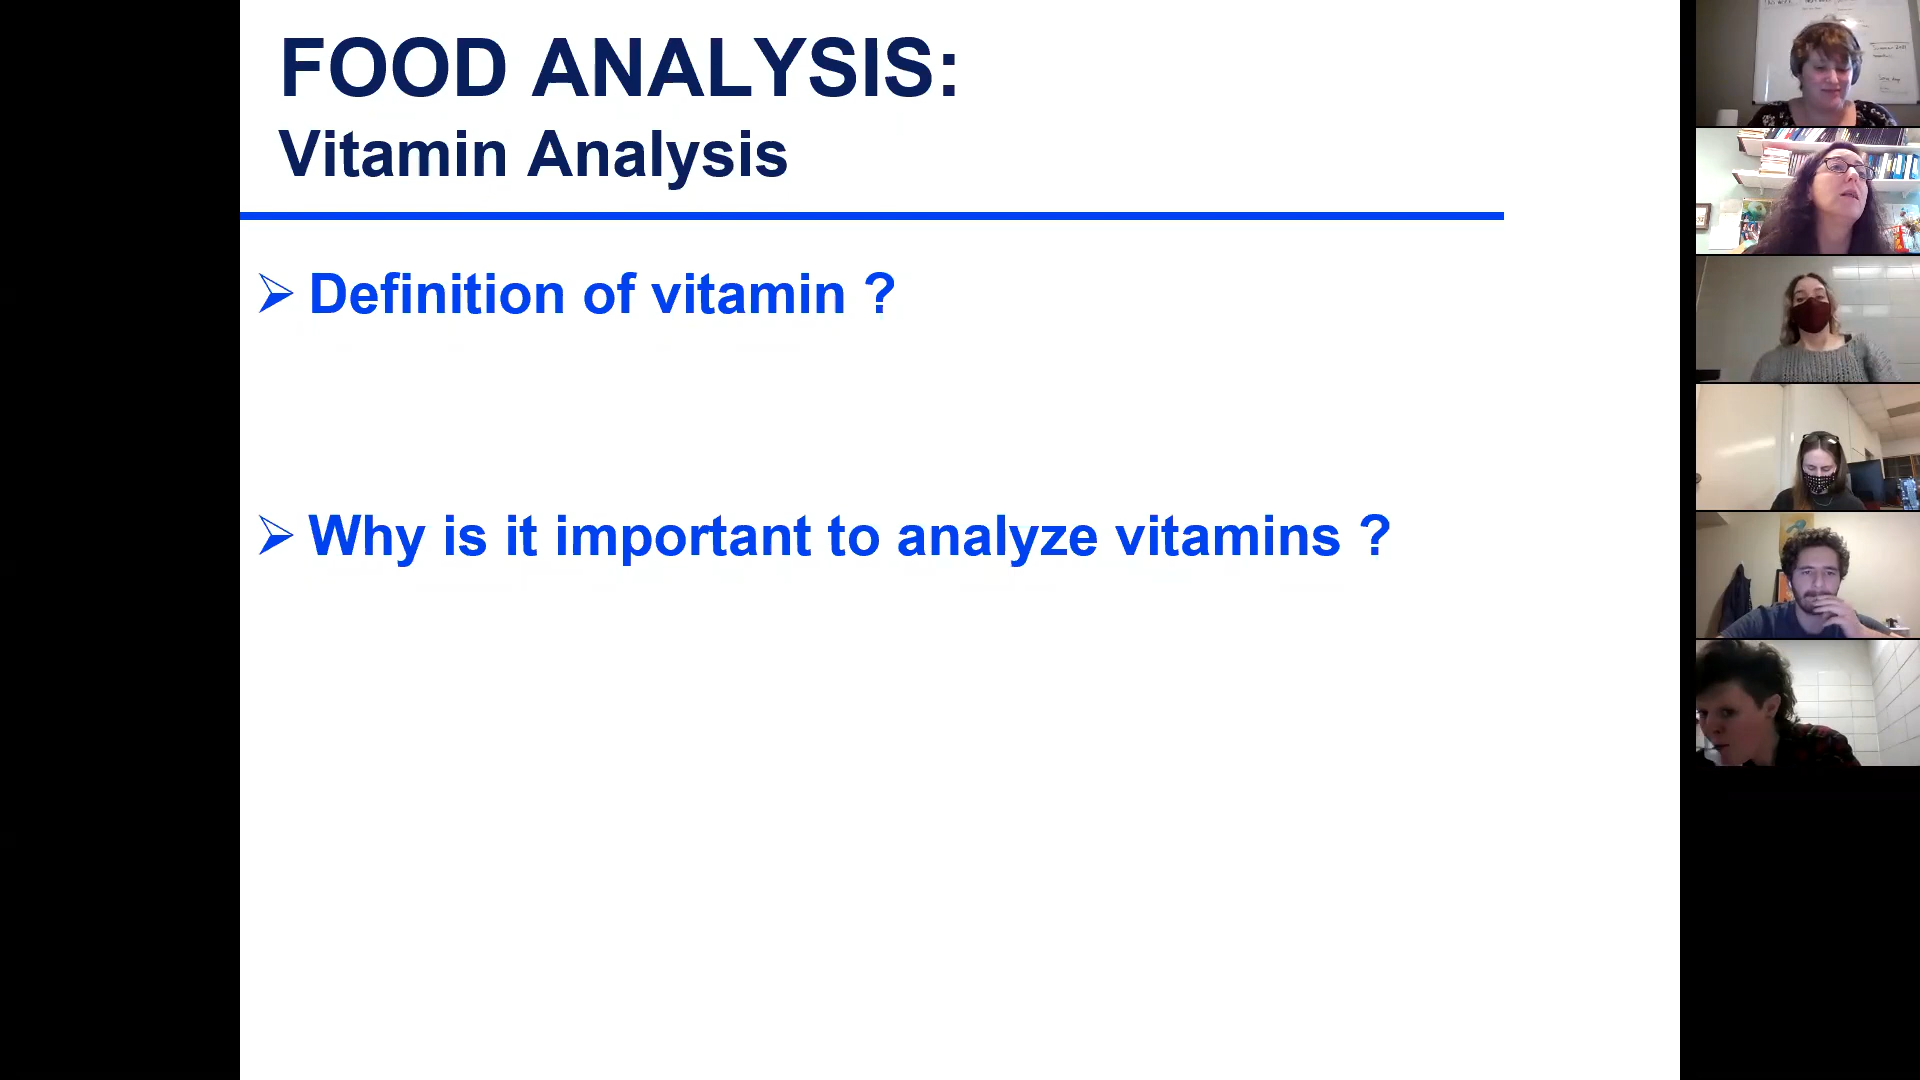 FOOD ANALYSIS:
Vitamin Analysis
➢ Definition of vitamin ?
➢ Why is it important to analyze vitamins ?